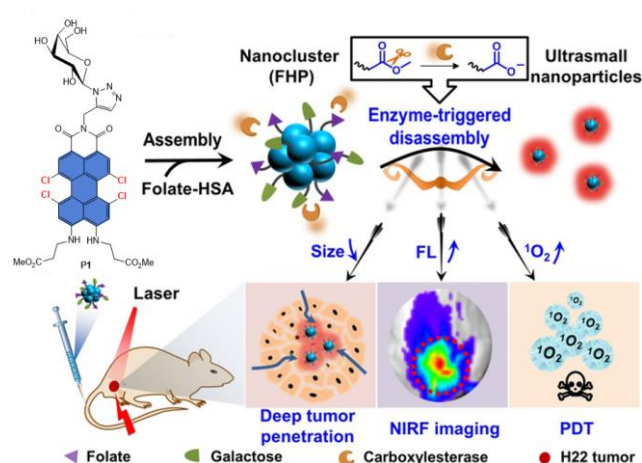 HO
OH
HO
HO
O
N
N
N
O
N
O
Cl
Cl
Cl
Cl
NH
HN
MeO₂C
CO₂Me
P1
Assembly
Folate-HSA
Nanocluster
(FHP)
O
O
O
O⁻
Ultrasmall
nanoparticles
Enzyme-triggered
disassembly
Size
FL
¹O₂
Laser
¹O₂
¹O₂
¹O₂
¹O₂
¹O₂
¹O₂
Deep tumor
penetration
NIRF imaging
PDT
Folate
Galactose
Carboxylesterase
H22 tumor